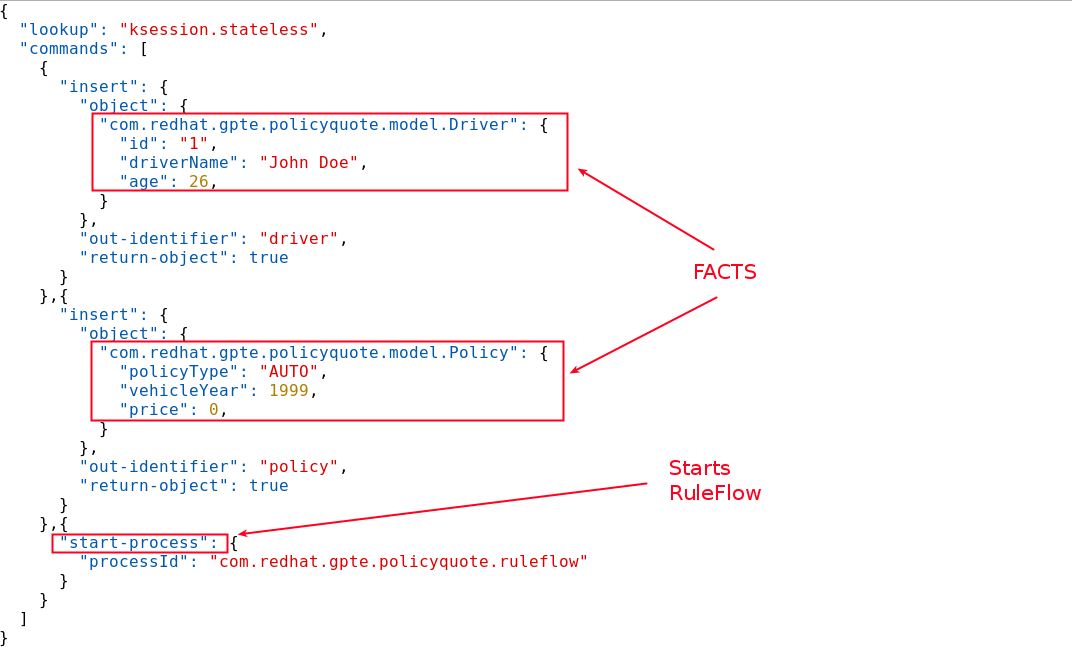 {
  "lookup": "ksession.stateless",
  "commands": [
    {
      "insert": {
        "object": {
          "com.redhat.gpte.policyquote.model.Driver": {
            "id": "1",
            "driverName": "John Doe",
            "age": 26,
          }
        },
        "out-identifier": "driver",
        "return-object": true
      }
    },{
      "insert": {
        "object": {
          "com.redhat.gpte.policyquote.model.Policy": {
            "policyType": "AUTO",
            "vehicleYear": 1999,
            "price": 0,
          }
        },
        "out-identifier": "policy",
        "return-object": true
      }
    },{
      "start-process": {
        "processId": "com.redhat.gpte.policyquote.ruleflow"
      }
    }
  ]
}
FACTS
Starts
RuleFlow